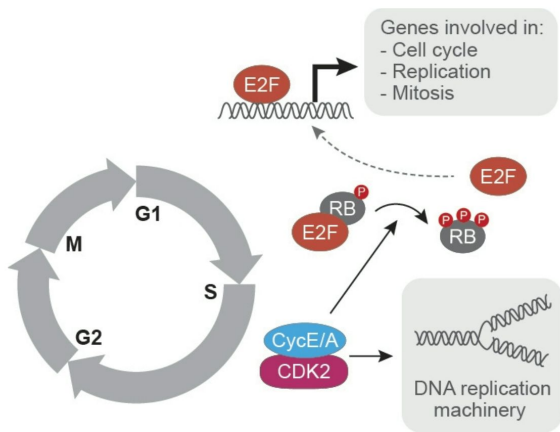 Genes involved in:
- Cell cycle
- Replication
- Mitosis
E2F
E2F
P
RB
E2F
P P P
RB
G1
M
S
G2
CycE/A
CDK2
DNA replication
machinery